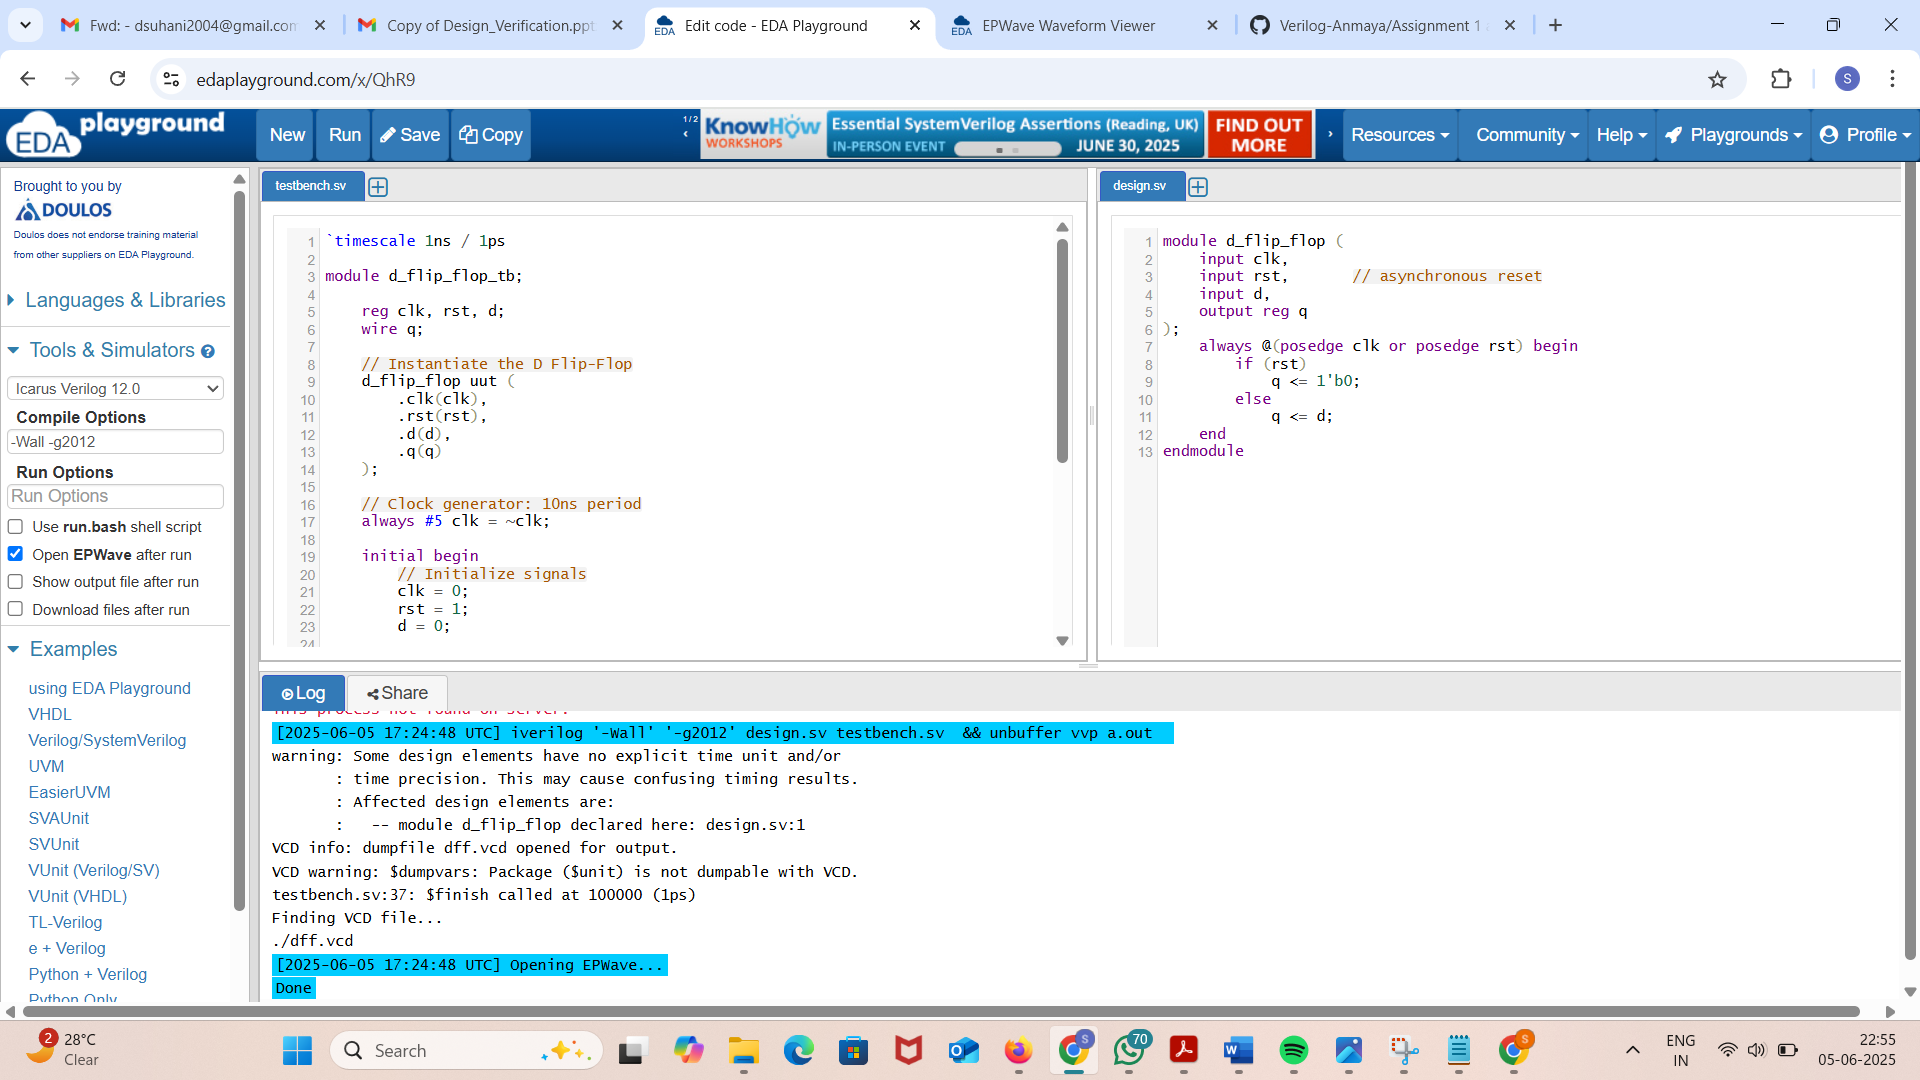 Fwd: - dsuhani2004@gmail.com
Copy of Design_Verification.ppt
Edit code - EDA Playground
EPWave Waveform Viewer
Verilog-Anmaya/Assignment 1
edaplayground.com/x/QhR9
S
EDA playground
New
Run
Save
Copy
1/2
KnowHow WORKSHOPS
Essential SystemVerilog Assertions (Reading, UK)
IN-PERSON EVENT
JUNE 30, 2025
FIND OUT MORE
Resources
Community
Help
Playgrounds
Profile
Brought to you by
DOULOS
Doulos does not endorse training material
from other suppliers on EDA Playground.
Languages & Libraries
Tools & Simulators
Icarus Verilog 12.0
Compile Options
-Wall -g2012
Run Options
Run Options
Use run.bash shell script
Open EPWave after run
Show output file after run
Download files after run
Examples
using EDA Playground
VHDL
Verilog/SystemVerilog
UVM
EasierUVM
SVAUnit
SVUnit
VUnit (Verilog/SV)
VUnit (VHDL)
TL-Verilog
e + Verilog
Python + Verilog
Python Only
testbench.sv
1 `timescale 1ns / 1ps
2
3 module d_flip_flop_tb;
4
5     reg clk, rst, d;
6     wire q;
7
8     // Instantiate the D Flip-Flop
9     d_flip_flop uut (
10         .clk(clk),
11         .rst(rst),
12         .d(d),
13         .q(q)
14     );
15
16     // Clock generator: 10ns period
17     always #5 clk = ~clk;
18
19     initial begin
20         // Initialize signals
21         clk = 0;
22         rst = 1;
23         d = 0;
24
design.sv
1 module d_flip_flop (
2     input clk,
3     input rst,       // asynchronous reset
4     input d,
5     output reg q
6 );
7     always @(posedge clk or posedge rst) begin
8         if (rst)
9             q <= 1'b0;
10         else
11             q <= d;
12     end
13 endmodule
Log
Share
This process not found on server.
[2025-06-05 17:24:48 UTC] iverilog '-Wall' '-g2012' design.sv testbench.sv  && unbuffer vvp a.out
warning: Some design elements have no explicit time unit and/or
       : time precision. This may cause confusing timing results.
       : Affected design elements are:
       :   -- module d_flip_flop declared here: design.sv:1
VCD info: dumpfile dff.vcd opened for output.
VCD warning: $dumpvars: Package ($unit) is not dumpable with VCD.
testbench.sv:37: $finish called at 100000 (1ps)
Finding VCD file...
./dff.vcd
[2025-06-05 17:24:48 UTC] Opening EPWave...
Done
2
28°C
Clear
Search
S
70
S
ENG
IN
22:55
05-06-2025